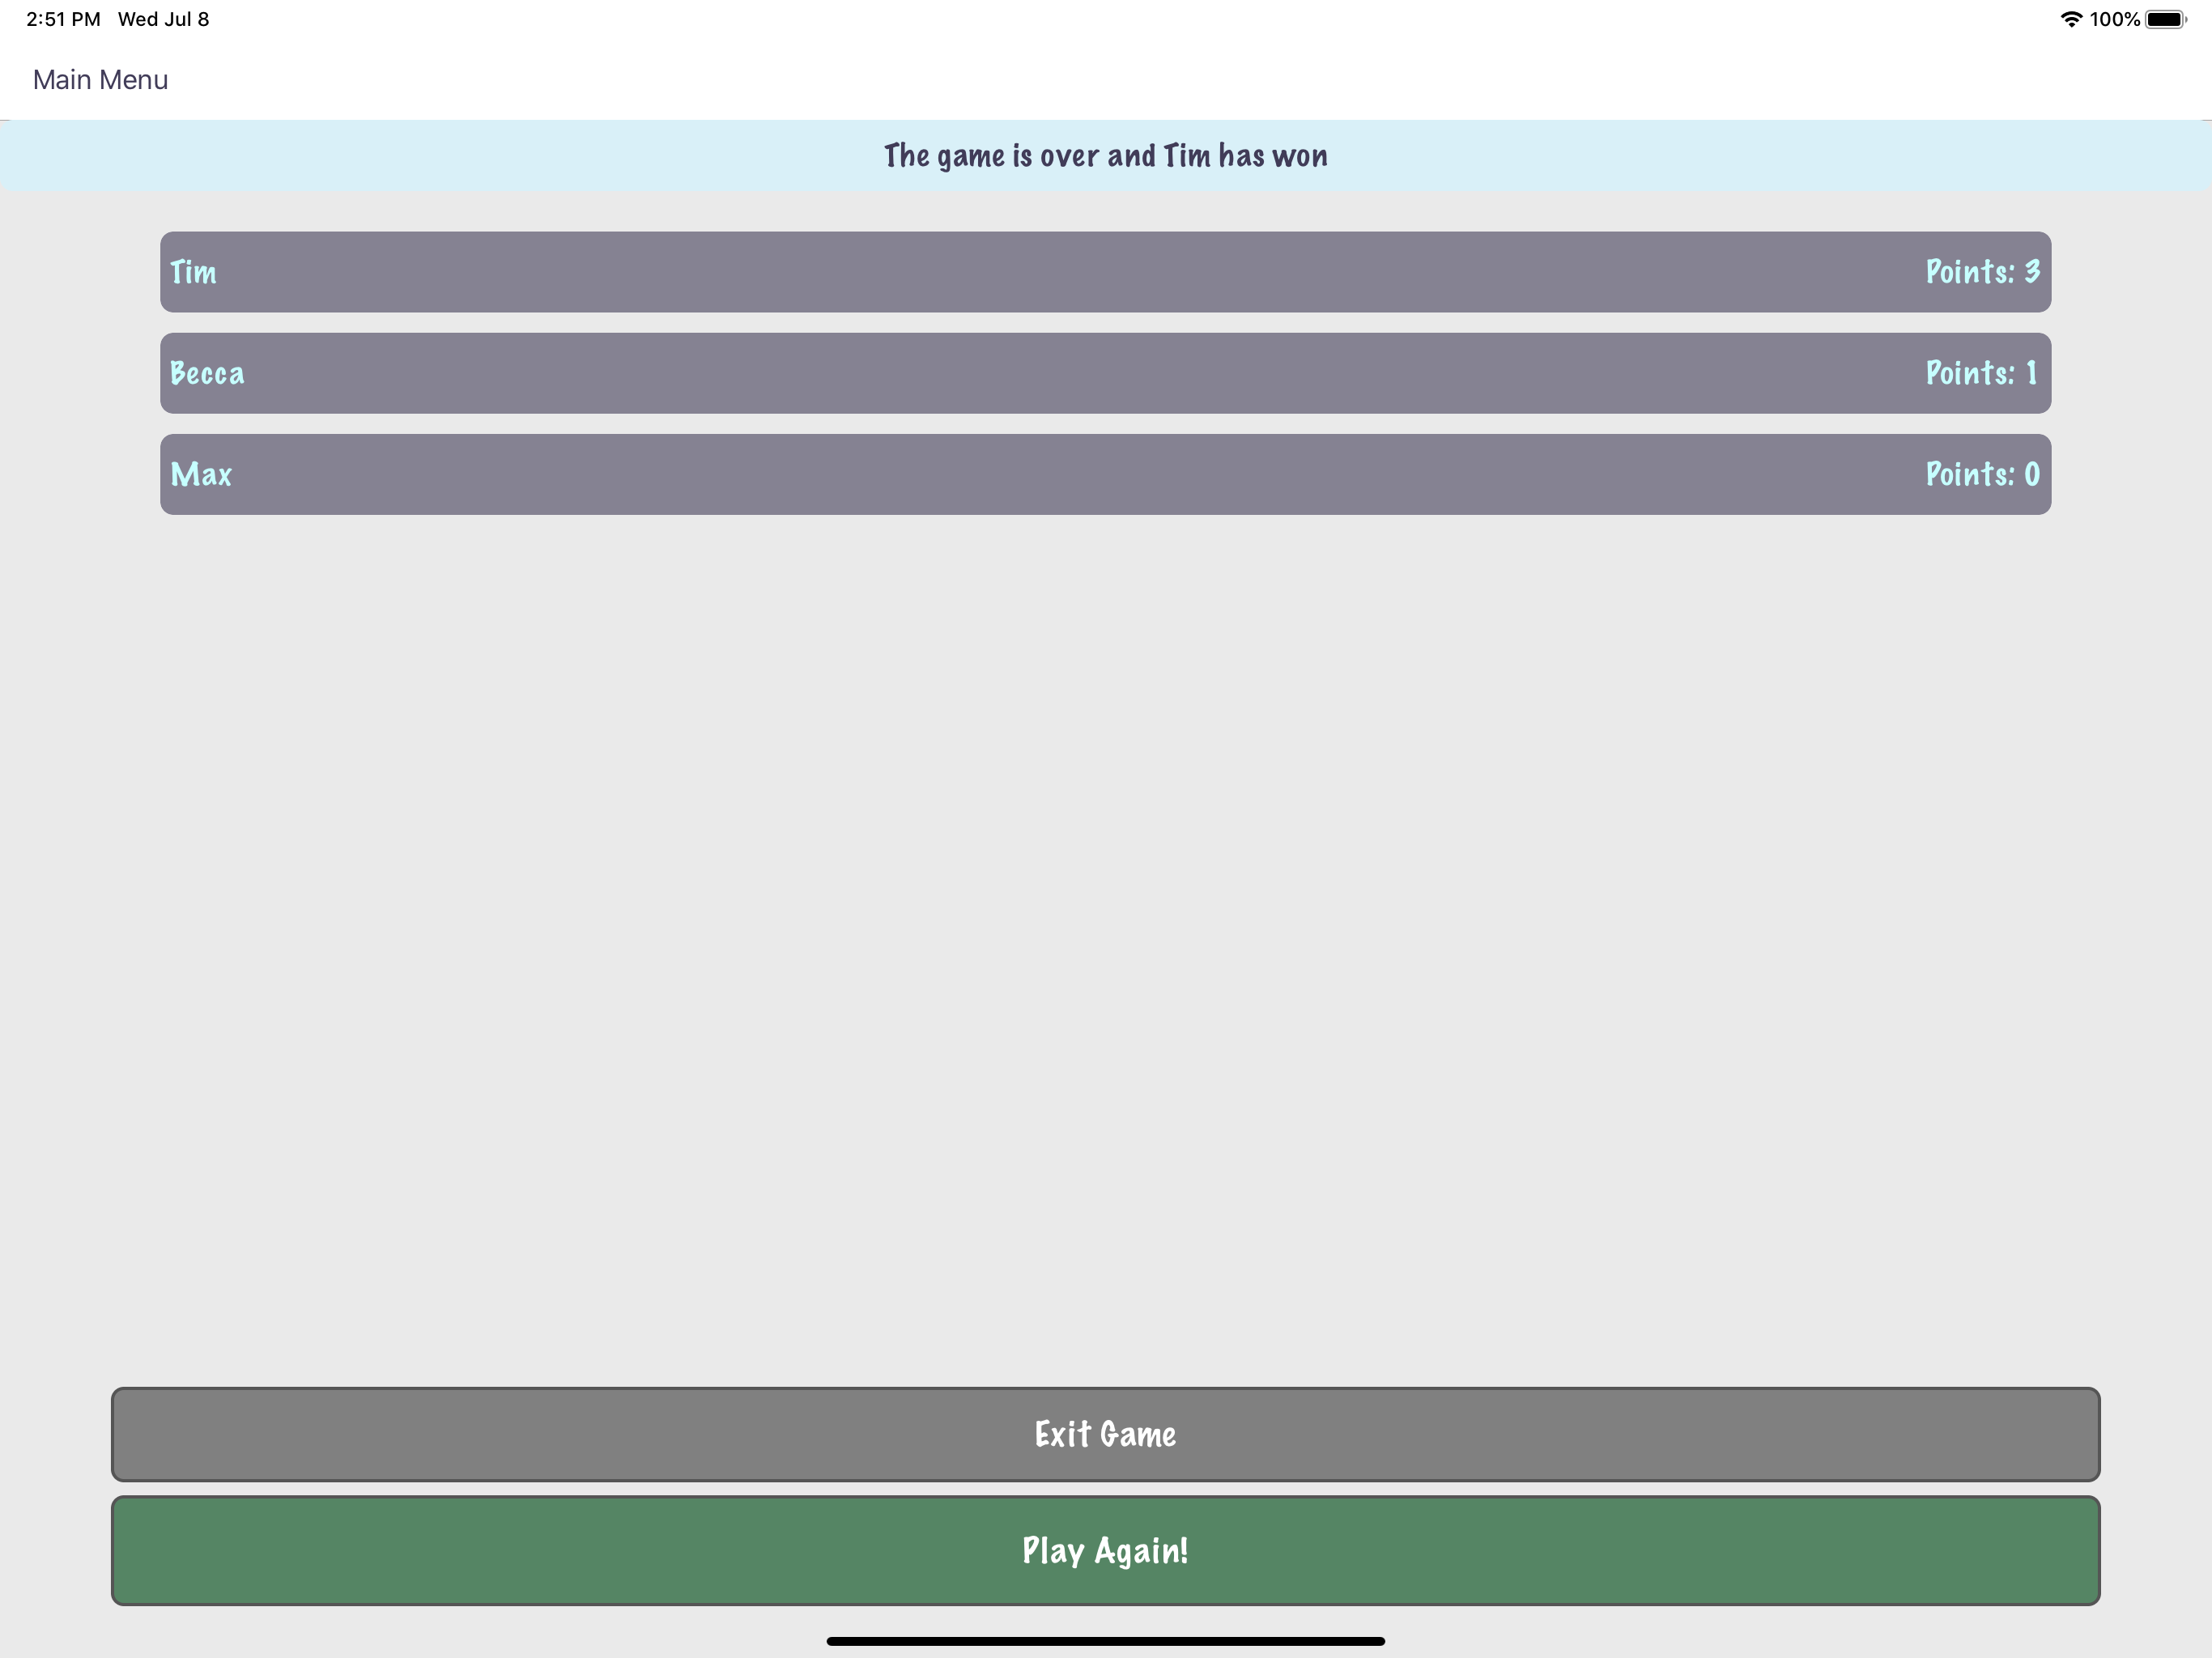 2:51 PM Wed Jul 8 100%
Main Menu
The game is over and Tim has won
Tim Points: 3
Becca Points: 1
Max Points: 0
Exit Game
Play Again!